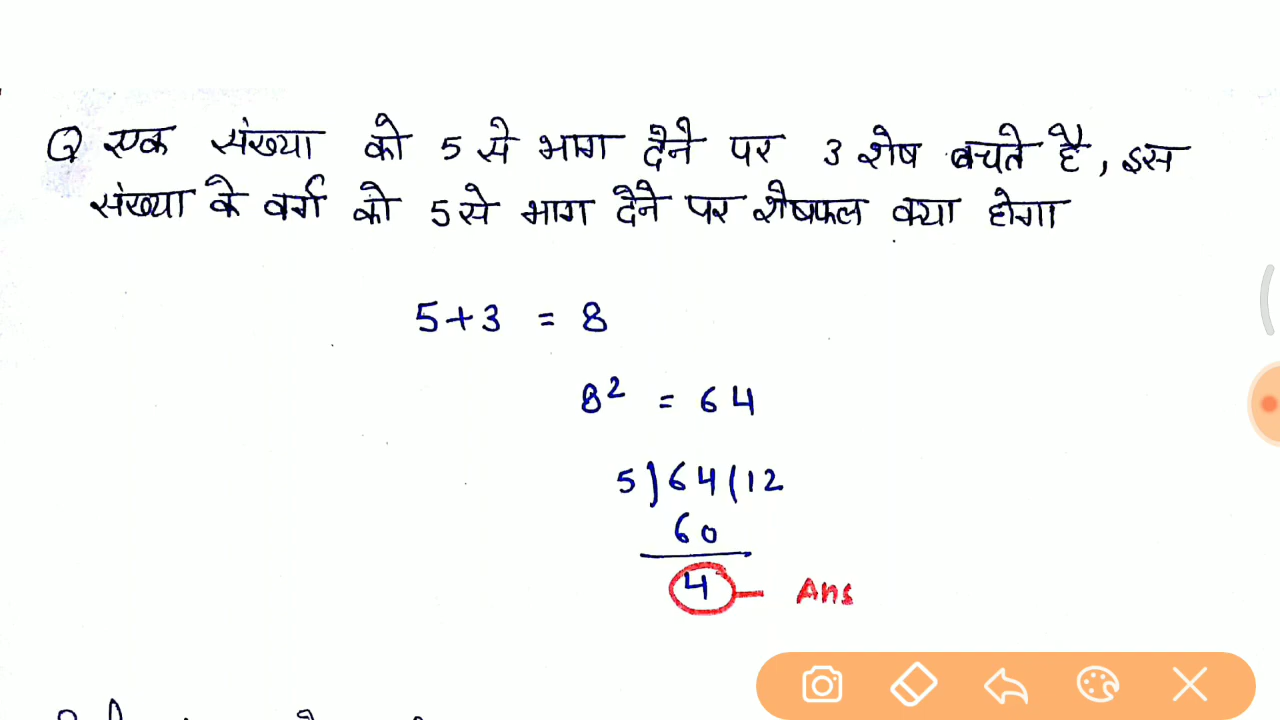 Q एक संख्या को 5 से भाग देने पर 3 शेष बचते है, इस
संख्या के वर्ग को 5 से भाग देने पर शेषफल क्या होगा
5+3 = 8
8² = 64
5)64(12
60
4 — Ans